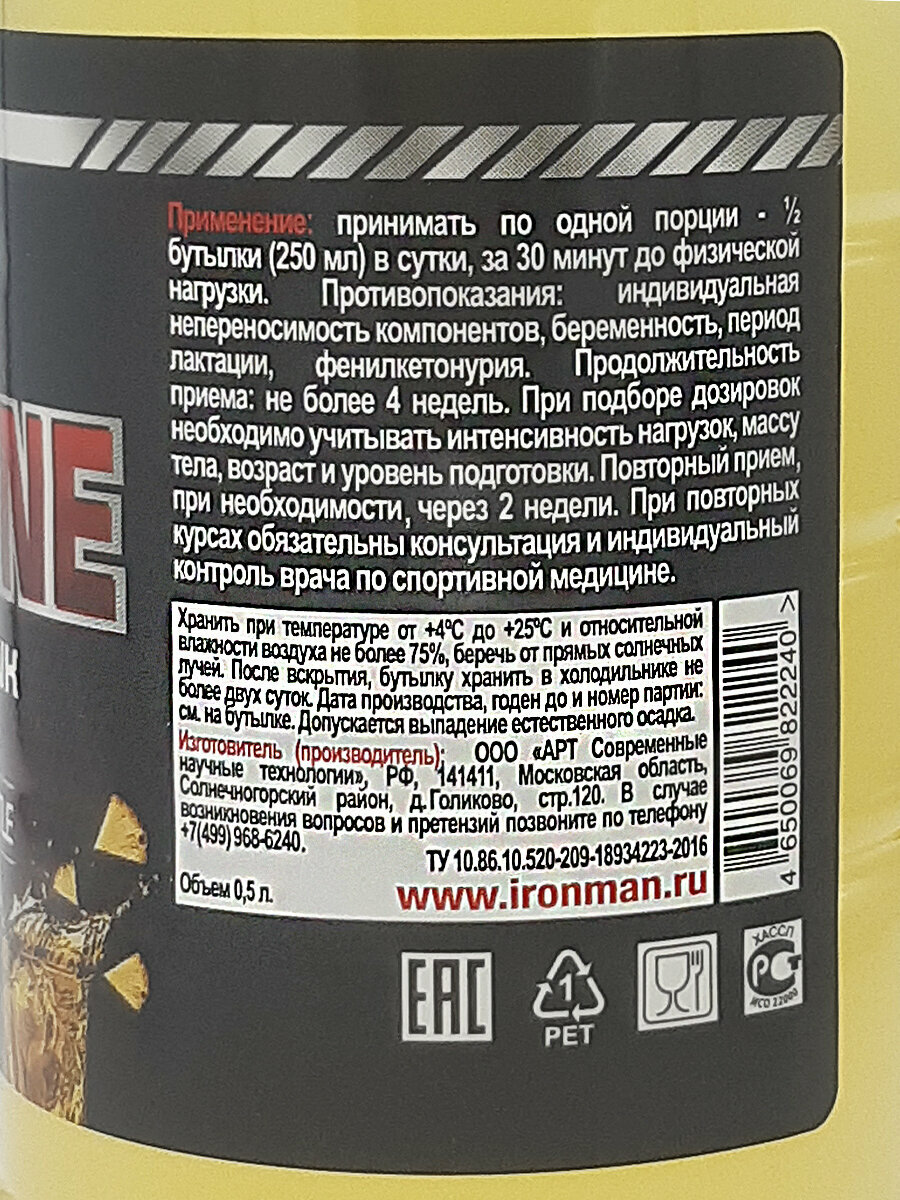 Применение: принимать по одной порции - ½
бутылки (250 мл) в сутки, за 30 минут до физической
нагрузки. Противопоказания: индивидуальная
непереносимость компонентов, беременность, период
лактации, фенилкетонурия. Продолжительность
приема: не более 4 недель. При подборе дозировок
необходимо учитывать интенсивность нагрузок, массу
тела, возраст и уровень подготовки. Повторный прием,
при необходимости, через 2 недели. При повторных
курсах обязательны консультация и индивидуальный
контроль врача по спортивной медицине.
NE
Хранить при температуре от +4ºС до +25ºС и относительной
влажности воздуха не более 75%, беречь от прямых солнечных
лучей. После вскрытия, бутылку хранить в холодильнике не
более двух суток. Дата производства, годен до и номер партии:
см. на бутылке. Допускается выпадение естественного осадка.
Изготовитель (производитель): ООО «АРТ Современные
научные технологии», РФ, 141411, Московская область,
Солнечногорский район, д.Голиково, стр.120. В случае
возникновения вопросов и претензий позвоните по телефону
+7(499)968-6240.
ТУ 10.86.10.520-209-18934223-2016
Объем 0,5 л.
www.ironman.ru
4 650069 822240 >
EAC
1
PET
ХАССП
РСТ
ИСО 22000